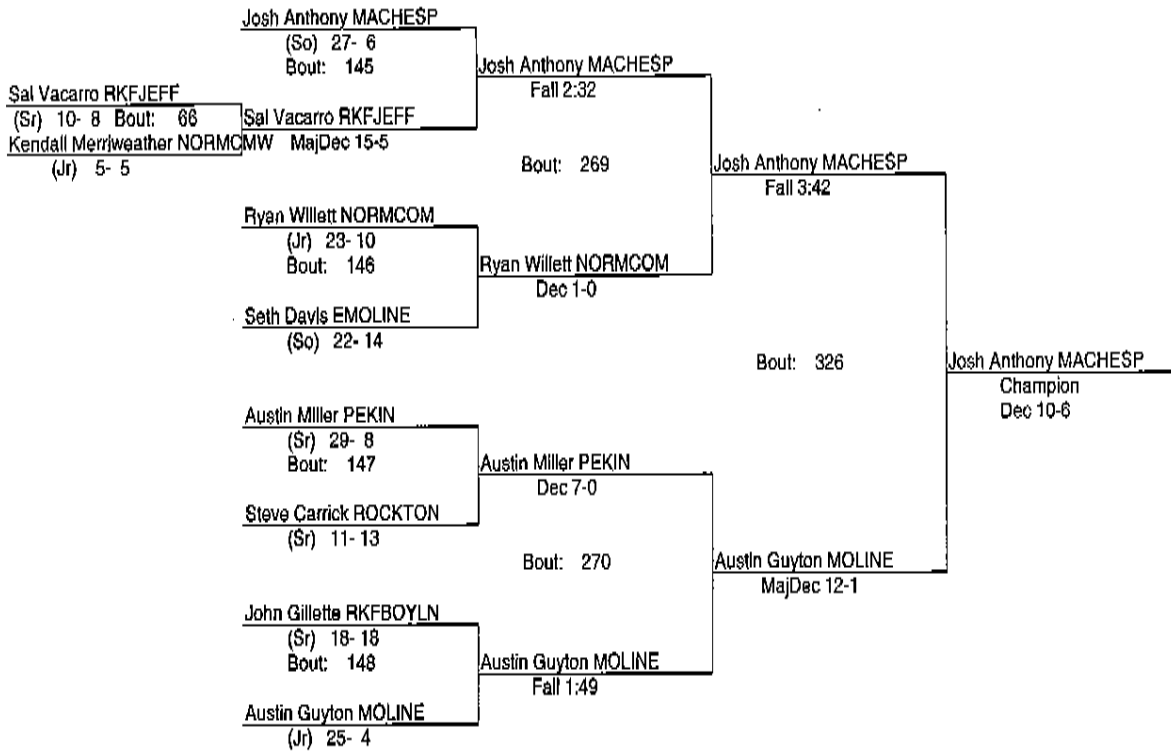 Josh Anthony MACHESP
(So) 27- 6
Bout: 145
Josh Anthony MACHESP
Fall 2:32
Sal Vacarro RKFJEFF
(Sr) 10- 8 Bout: 66
Sal Vacarro RKFJEFF
Kendall Merriweather NORMCMW MajDec 15-5
(Jr) 5- 5
Bout: 269
Josh Anthony MACHESP
Fall 3:42
Ryan Willett NORMCOM
(Jr) 23- 10
Bout: 146
Ryan Willett NORMCOM
Dec 1-0
Seth Davis EMOLINE
(So) 22- 14
Bout: 326
Josh Anthony MACHESP
Champion
Dec 10-6
Austin Miller PEKIN
(Sr) 29- 8
Bout: 147
Austin Miller PEKIN
Dec 7-0
Steve Carrick ROCKTON
(Sr) 11- 13
Bout: 270
Austin Guyton MOLINE
MajDec 12-1
John Gillette RKFBOYLN
(Sr) 18- 18
Bout: 148
Austin Guyton MOLINE
Fall 1:49
Austin Guyton MOLINE
(Jr) 25- 4